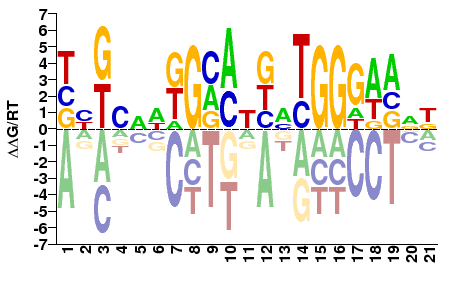 7
6
5
4
3
2
1
0
-1
-2
-3
-4
-5
-6
-7
ΔΔG/RT
T C G A
C T A G
G T A C
C A G T
A C
A T C G
G T A C
G A C T
C A G T
A C G T
T A G
G T C A
A C G T
T C A G
G A C T
G A C T
G A T C
A T C
A C G T
A C
T G A C
1 2 3 4 5 6 7 8 9 10 11 12 13 14 15 16 17 18 19 20 21